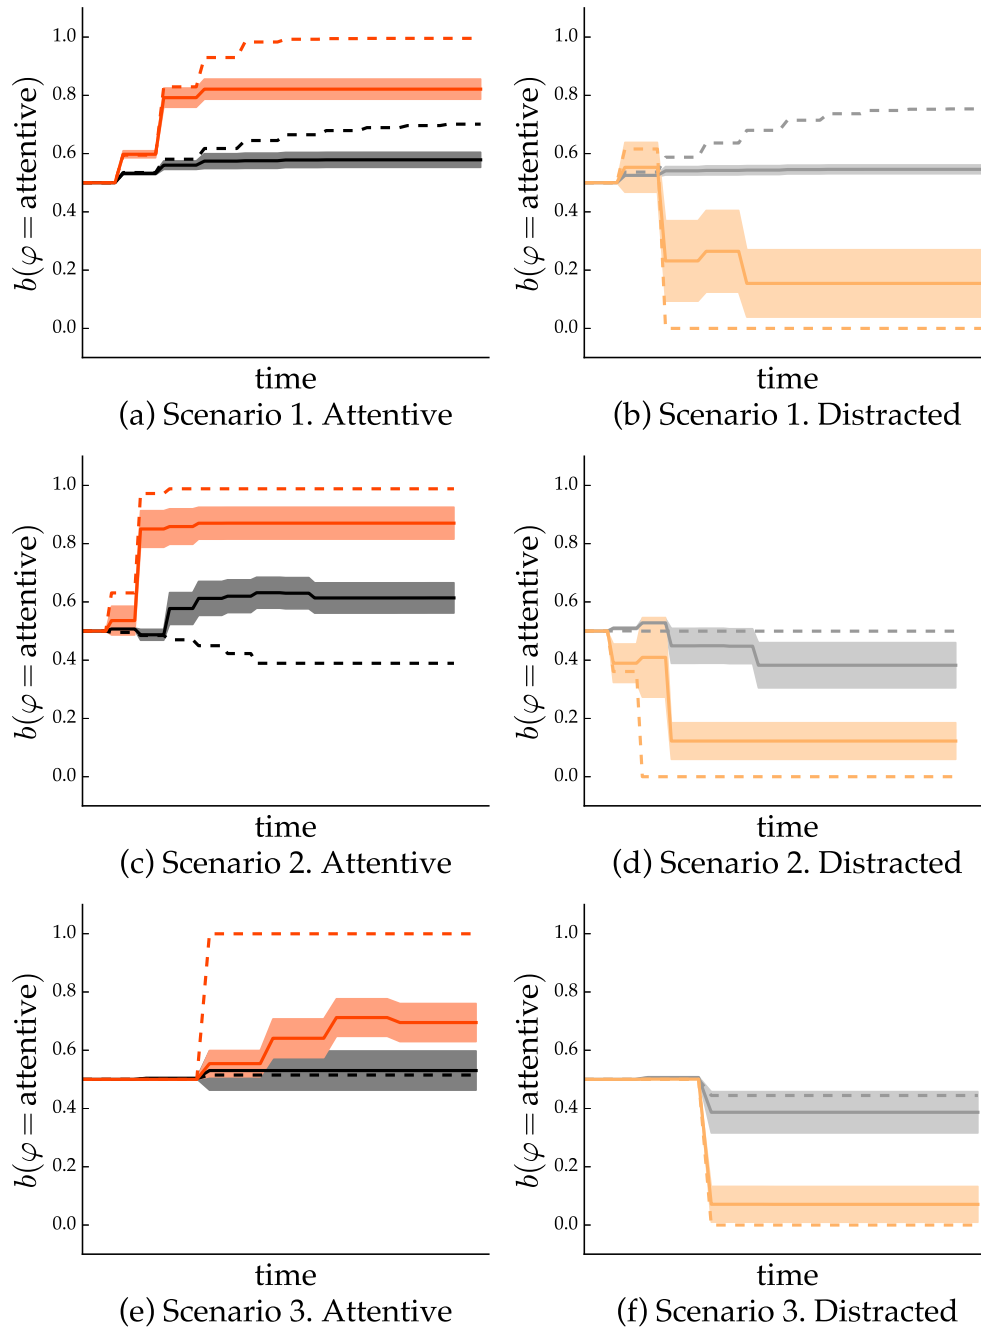 1.0
0.8
0.6
0.4
0.2
0.0
b(φ = attentive)
time
(a) Scenario 1. Attentive
1.0
0.8
0.6
0.4
0.2
0.0
b(φ = attentive)
time
(b) Scenario 1. Distracted
1.0
0.8
0.6
0.4
0.2
0.0
b(φ = attentive)
time
(c) Scenario 2. Attentive
1.0
0.8
0.6
0.4
0.2
0.0
b(φ = attentive)
time
(d) Scenario 2. Distracted
1.0
0.8
0.6
0.4
0.2
0.0
b(φ = attentive)
time
(e) Scenario 3. Attentive
1.0
0.8
0.6
0.4
0.2
0.0
b(φ = attentive)
time
(f) Scenario 3. Distracted